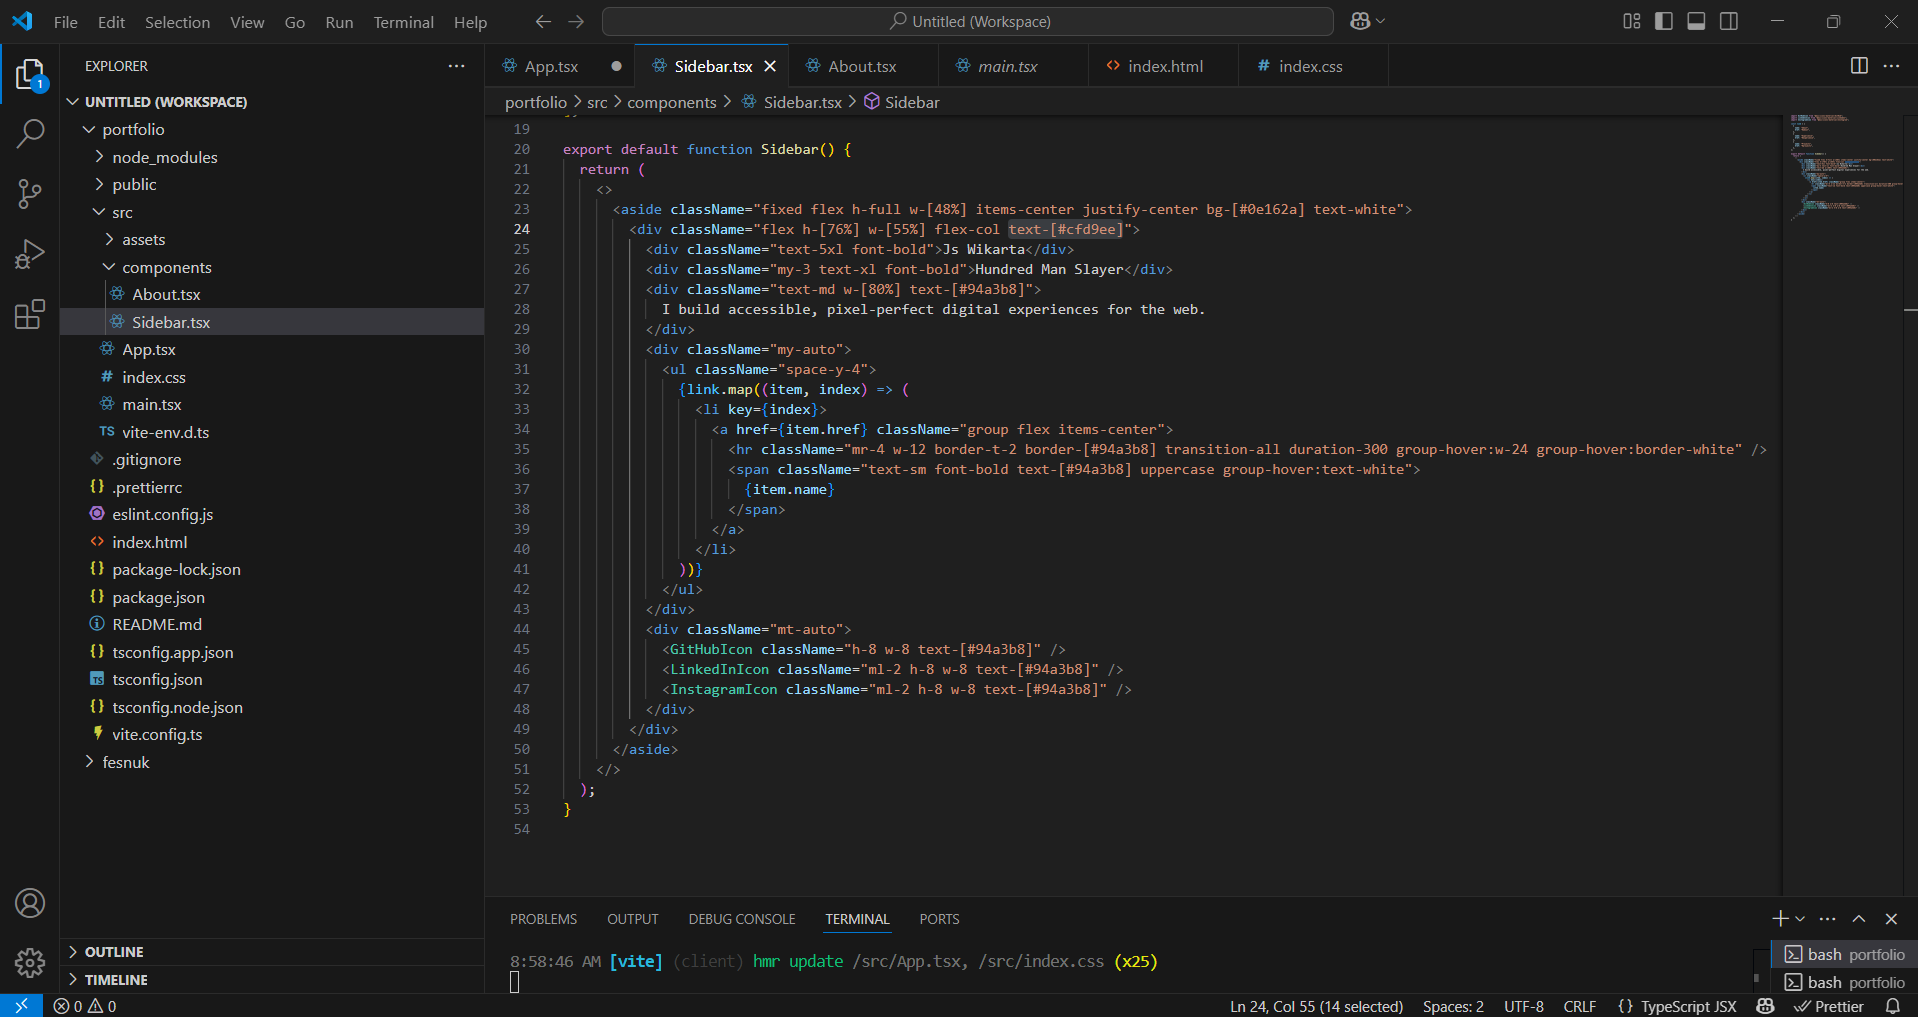 File Edit Selection View Go Run Terminal Help
Untitled (Workspace)
EXPLORER
UNTITLED (WORKSPACE)
portfolio
node_modules
public
src
assets
components
About.tsx
Sidebar.tsx
App.tsx
# index.css
main.tsx
TS vite-env.d.ts
.gitignore
{} .prettierrc
eslint.config.js
<> index.html
{} package-lock.json
{} package.json
README.md
{} tsconfig.app.json
TS tsconfig.json
{} tsconfig.node.json
vite.config.ts
fesnuk
OUTLINE
TIMELINE
1
App.tsx Sidebar.tsx About.tsx main.tsx <> index.html # index.css
portfolio > src > components > Sidebar.tsx > Sidebar
19
20 export default function Sidebar() {
21 return (
22 <>
23 <aside className="fixed flex h-full w-[48%] items-center justify-center bg-[#0e162a] text-white">
24 <div className="flex h-[76%] w-[55%] flex-col text-[#cfd9ee]">
25 <div className="text-5xl font-bold">Js Wikarta</div>
26 <div className="my-3 text-xl font-bold">Hundred Man Slayer</div>
27 <div className="text-md w-[80%] text-[#94a3b8]">
28 I build accessible, pixel-perfect digital experiences for the web.
29 </div>
30 <div className="my-auto">
31 <ul className="space-y-4">
32 {link.map((item, index) => (
33 <li key={index}>
34 <a href={item.href} className="group flex items-center">
35 <hr className="mr-4 w-12 border-t-2 border-[#94a3b8] transition-all duration-300 group-hover:w-24 group-hover:border-white" />
36 <span className="text-sm font-bold text-[#94a3b8] uppercase group-hover:text-white">
37 {item.name}
38 </span>
39 </a>
40 </li>
41 ))}
42 </ul>
43 </div>
44 <div className="mt-auto">
45 <GitHubIcon className="h-8 w-8 text-[#94a3b8]" />
46 <LinkedInIcon className="ml-2 h-8 w-8 text-[#94a3b8]" />
47 <InstagramIcon className="ml-2 h-8 w-8 text-[#94a3b8]" />
48 </div>
49 </div>
50 </aside>
51 </>
52 );
53 }
54
PROBLEMS OUTPUT DEBUG CONSOLE TERMINAL PORTS
8:58:46 AM [vite] (client) hmr update /src/App.tsx, /src/index.css (x25)
bash portfolio
bash portfolio
0 0 Ln 24, Col 55 (14 selected) Spaces: 2 UTF-8 CRLF {} TypeScript JSX Prettier